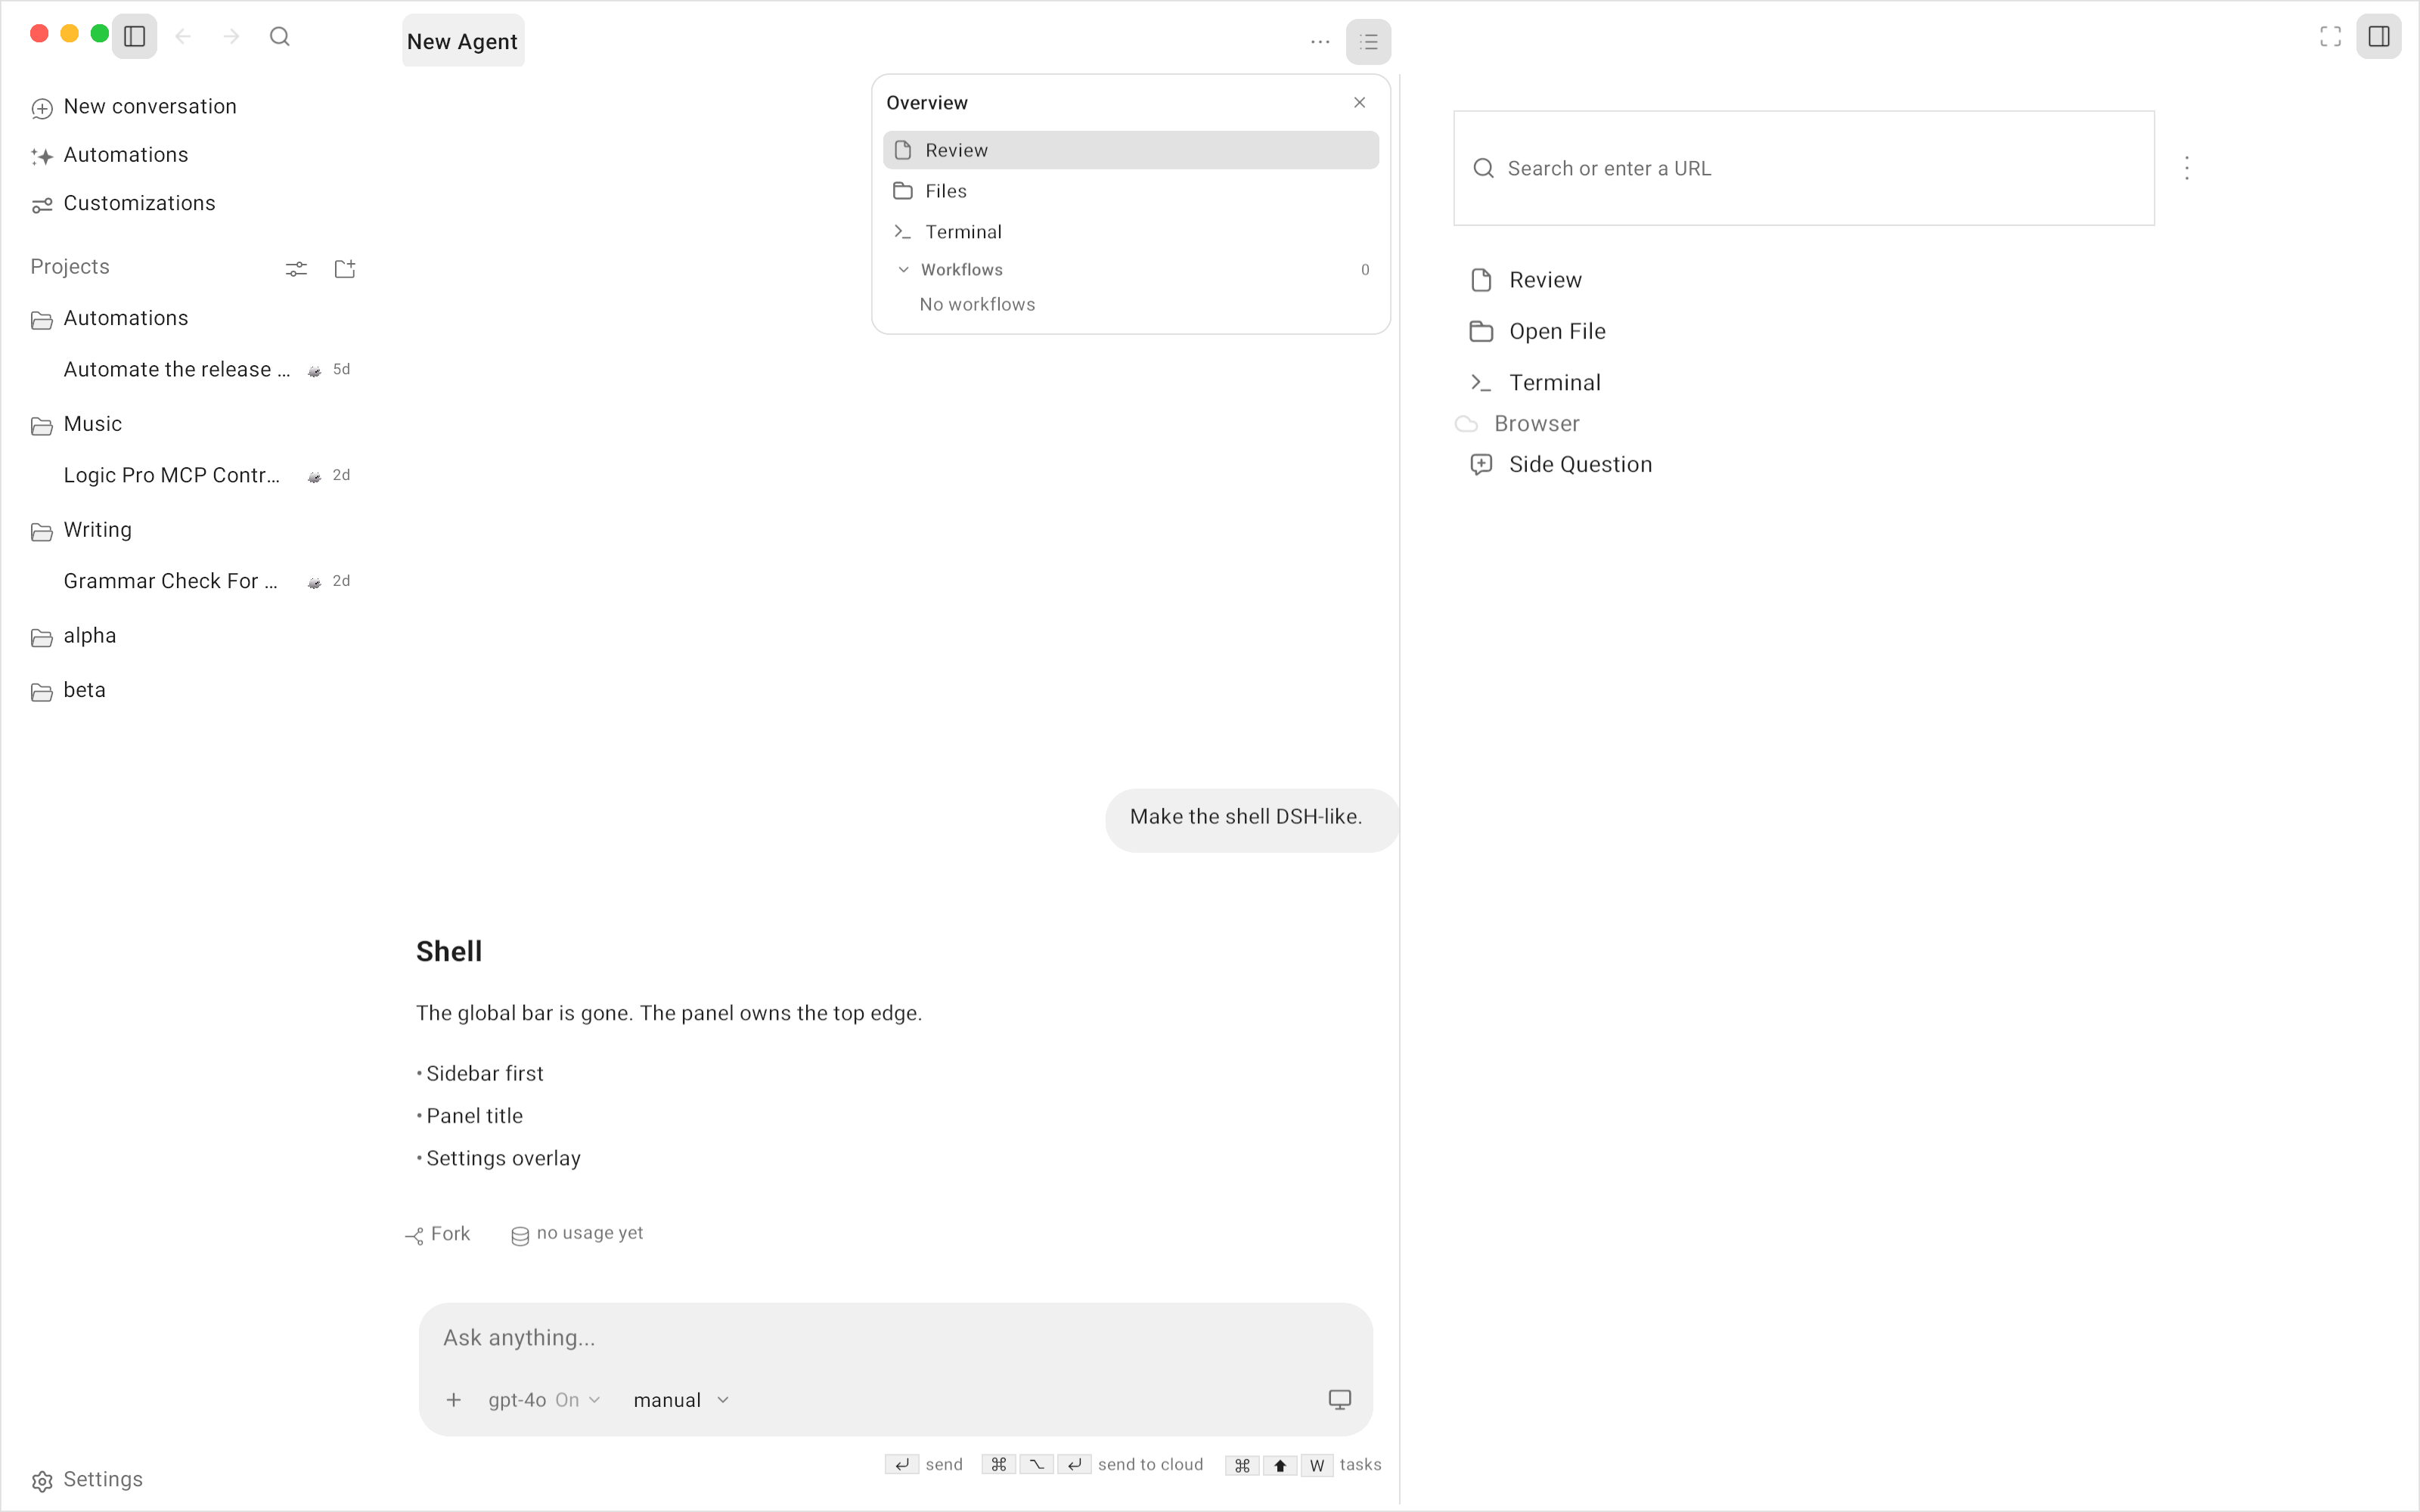 New Agent
New conversation
Automations
Customizations
Projects
Automations
Automate the release ... 5d
Music
Logic Pro MCP Contr... 2d
Writing
Grammar Check For ... 2d
alpha
beta
Settings
Overview
Review
Files
Terminal
Workflows 0
No workflows
Make the shell DSH-like.
Shell
The global bar is gone. The panel owns the top edge.
• Sidebar first
• Panel title
• Settings overlay
Fork no usage yet
Ask anything...
gpt-4o On manual
send ⌘ ⌥ send to cloud ⌘ W tasks
Search or enter a URL
Review
Open File
Terminal
Browser
Side Question